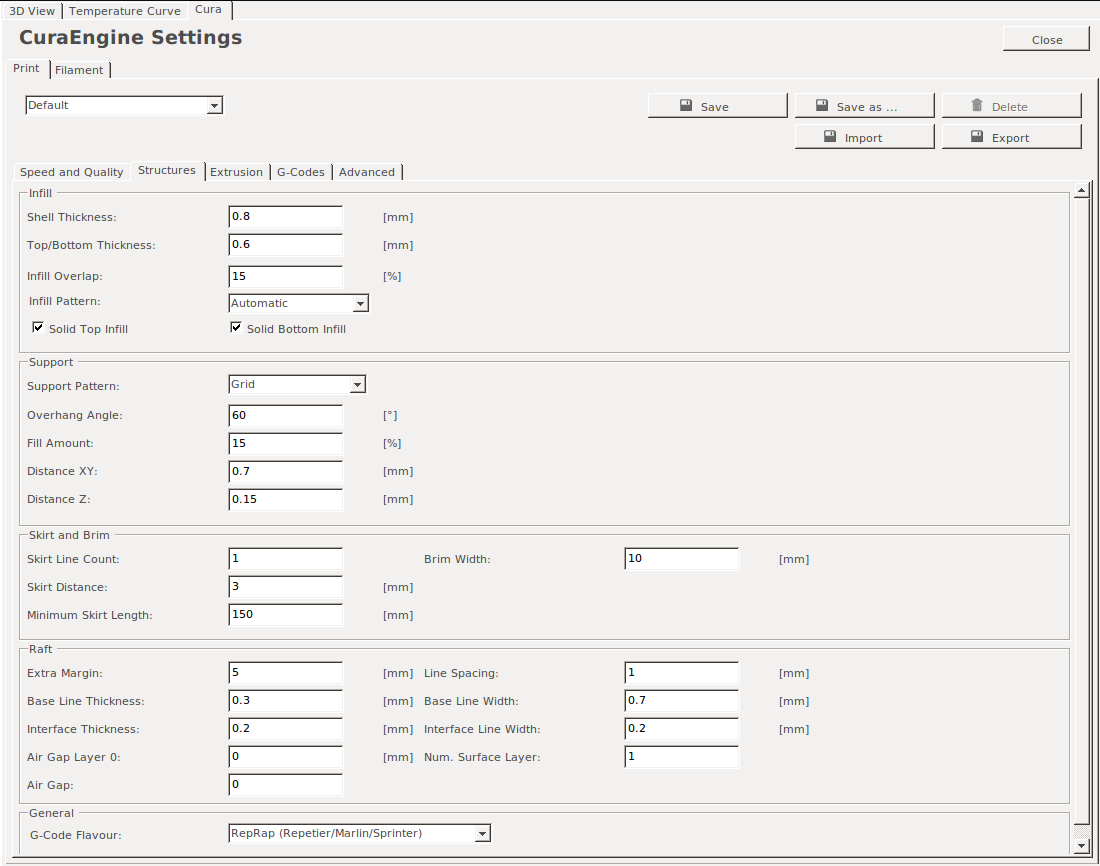 3D View Temperature Curve Cura
CuraEngine Settings
Close
Print Filament
Default
Save Save as ... Delete
Import Export
Speed and Quality Structures Extrusion G-Codes Advanced
Infill
Shell Thickness: 0.8 [mm]
Top/Bottom Thickness: 0.6 [mm]
Infill Overlap: 15 [%]
Infill Pattern: Automatic
Solid Top Infill Solid Bottom Infill
Support
Support Pattern: Grid
Overhang Angle: 60 [°]
Fill Amount: 15 [%]
Distance XY: 0.7 [mm]
Distance Z: 0.15 [mm]
Skirt and Brim
Skirt Line Count: 1 Brim Width: 10 [mm]
Skirt Distance: 3 [mm]
Minimum Skirt Length: 150 [mm]
Raft
Extra Margin: 5 [mm] Line Spacing: 1 [mm]
Base Line Thickness: 0.3 [mm] Base Line Width: 0.7 [mm]
Interface Thickness: 0.2 [mm] Interface Line Width: 0.2 [mm]
Air Gap Layer 0: 0 [mm] Num. Surface Layer: 1
Air Gap: 0
General
G-Code Flavour: RepRap (Repetier/Marlin/Sprinter)